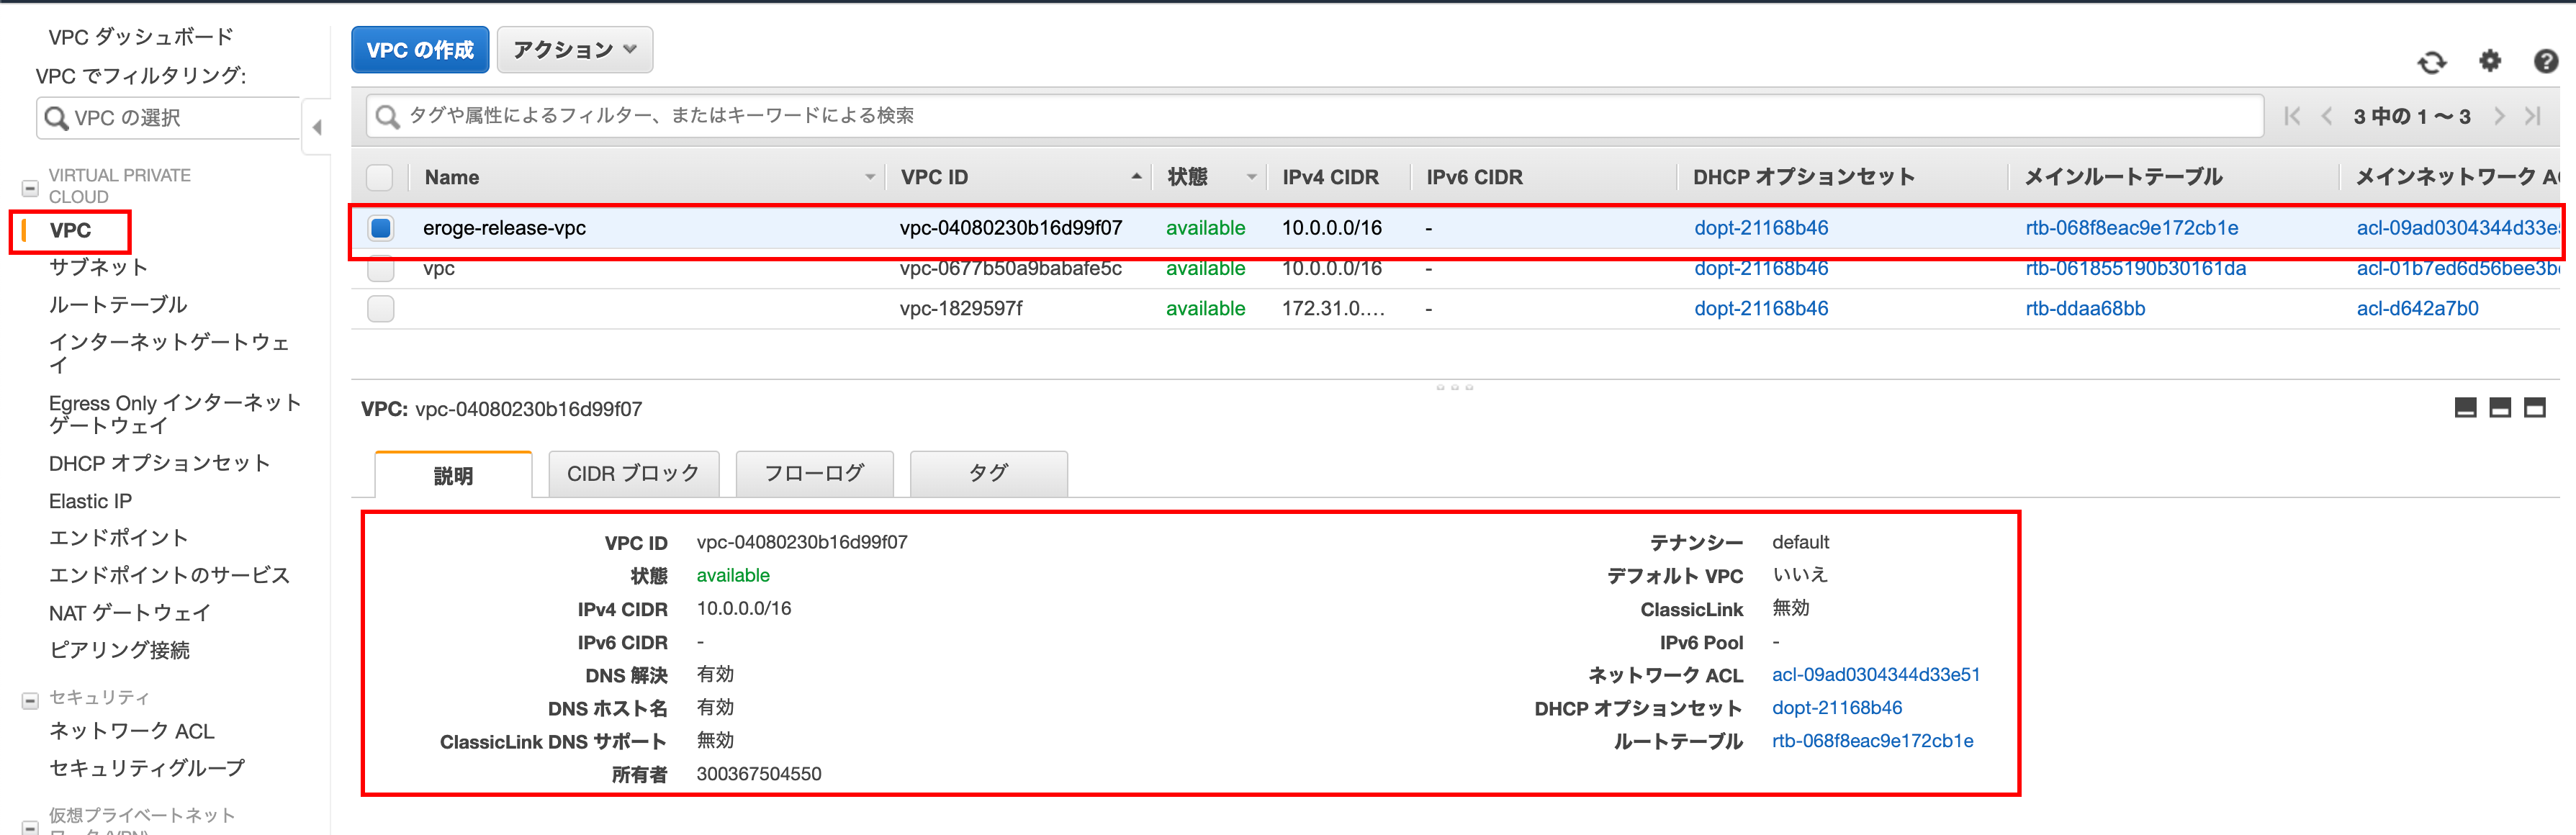 VPC ダッシュボード
VPC でフィルタリング:
VPC の選択
VIRTUAL PRIVATE
CLOUD
VPC
サブネット
ルートテーブル
インターネットゲートウェ
イ
Egress Only インターネット
ゲートウェイ
DHCP オプションセット
Elastic IP
エンドポイント
エンドポイントのサービス
NAT ゲートウェイ
ピアリング接続
セキュリティ
ネットワーク ACL
セキュリティグループ
仮想プライベートネット
VPC の作成 アクション
タグや属性によるフィルター、またはキーワードによる検索 3 中の 1 〜 3
Name VPC ID 状態 IPv4 CIDR IPv6 CIDR DHCP オプションセット メインルートテーブル メインネットワーク
eroge-release-vpc vpc-04080230b16d99f07 available 10.0.0.0/16 - dopt-21168b46 rtb-068f8eac9e172cb1e acl-09ad0304344d33e
vpc vpc-0677b50a9babafe5c available 10.0.0.0/16 - dopt-21168b46 rtb-061855190b30161da acl-01b7ed6d56bee3b
vpc-1829597f available 172.31.0.… - dopt-21168b46 rtb-ddaa68bb acl-d642a7b0
VPC: vpc-04080230b16d99f07
説明 CIDR ブロック フローログ タグ
VPC ID vpc-04080230b16d99f07
状態 available
IPv4 CIDR 10.0.0.0/16
IPv6 CIDR -
DNS 解決 有効
DNS ホスト名 有効
ClassicLink DNS サポート 無効
所有者 300367504550
テナンシー default
デフォルト VPC いいえ
ClassicLink 無効
IPv6 Pool -
ネットワーク ACL acl-09ad0304344d33e51
DHCP オプションセット dopt-21168b46
ルートテーブル rtb-068f8eac9e172cb1e